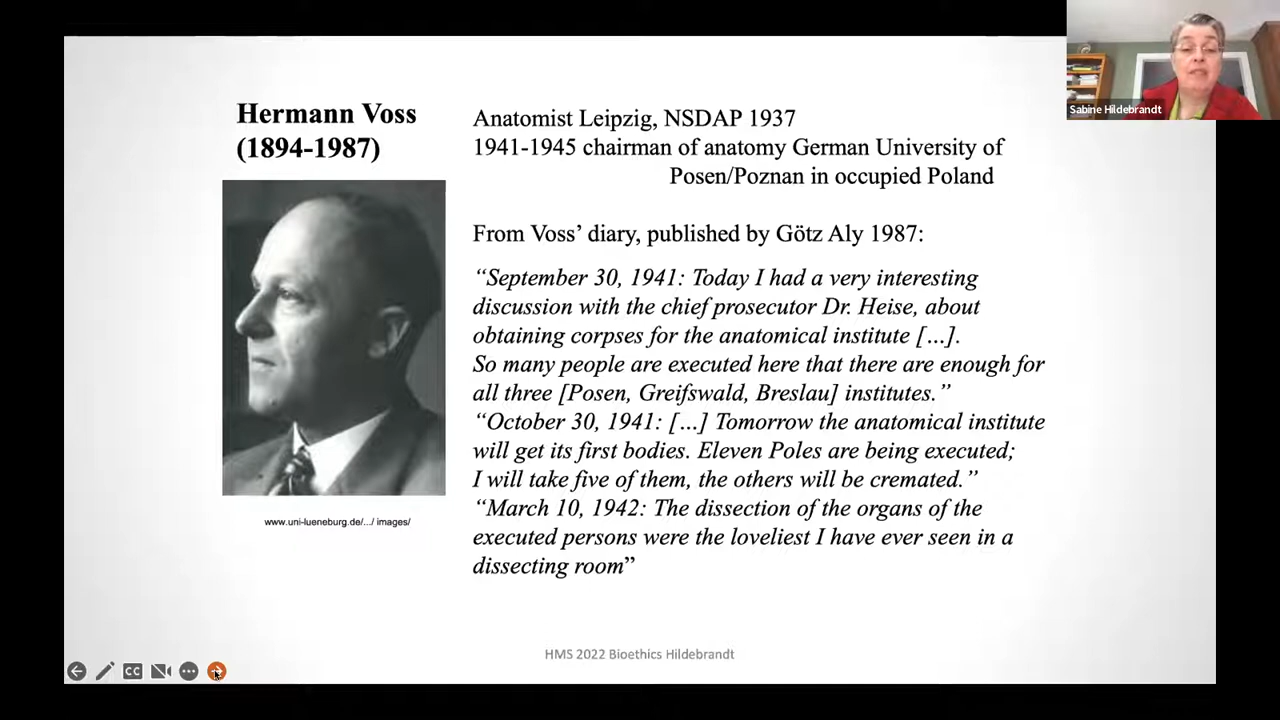 Hermann Voss
(1894-1987)
Anatomist Leipzig, NSDAP 1937
1941-1945 chairman of anatomy German University of
Posen/Poznan in occupied Poland
From Voss’ diary, published by Götz Aly 1987:
“September 30, 1941: Today I had a very interesting
discussion with the chief prosecutor Dr. Heise, about
obtaining corpses for the anatomical institute [...].
So many people are executed here that there are enough for
all three [Posen, Greifswald, Breslau] institutes.”
“October 30, 1941: [...] Tomorrow the anatomical institute
will get its first bodies. Eleven Poles are being executed;
I will take five of them, the others will be cremated.”
“March 10, 1942: The dissection of the organs of the
executed persons were the loveliest I have ever seen in a
dissecting room”
www.uni-lueneburg.de/.../ images/
HMS 2022 Bioethics Hildebrandt
Sabine Hildebrandt
CC